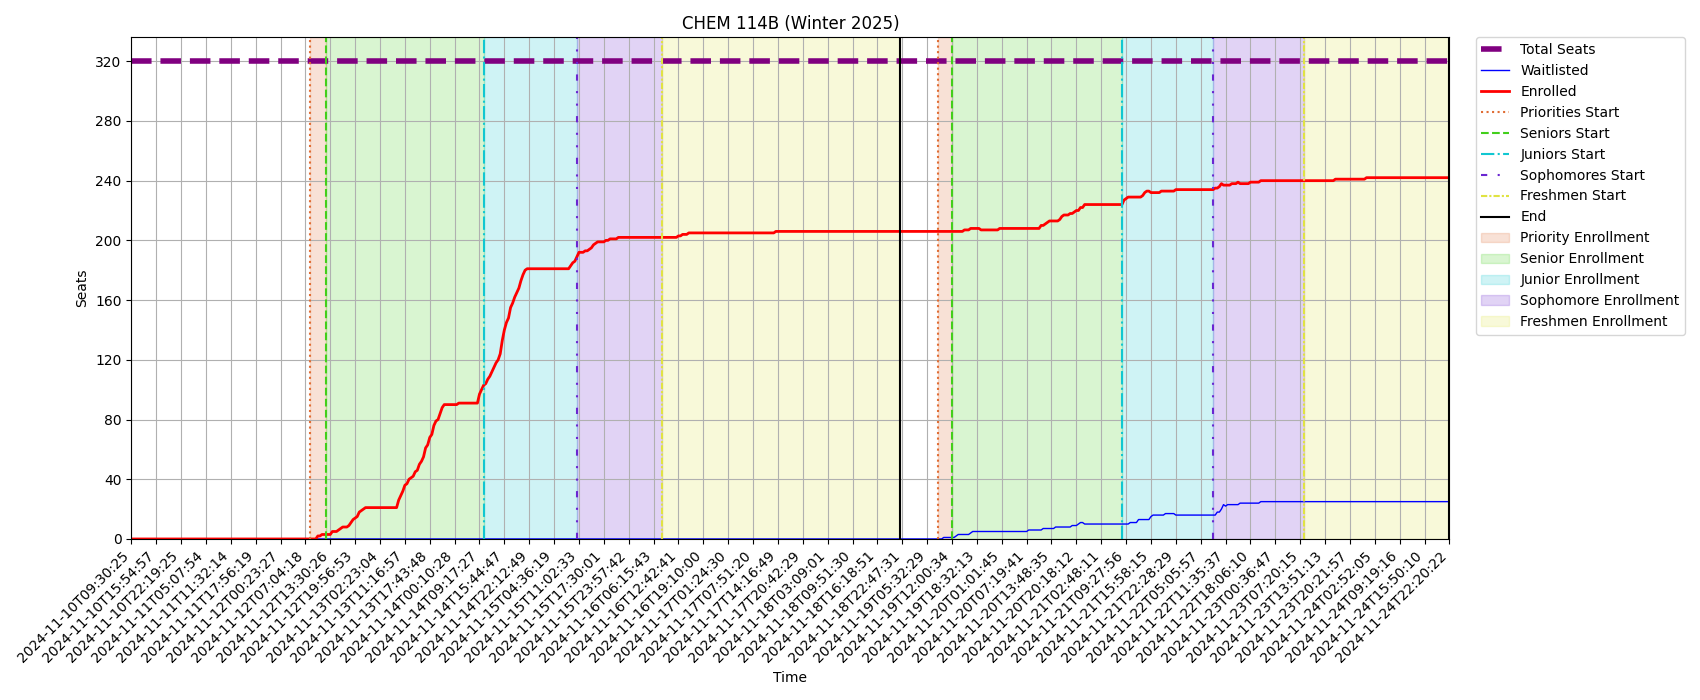 CHEM 114B (Winter 2025)
Seats
320
280
240
200
160
120
80
40
0
2024-11-10T09:30:25
2024-11-10T15:54:57
2024-11-10T22:19:25
2024-11-11T05:07:54
2024-11-11T11:32:14
2024-11-11T17:56:19
2024-11-12T00:23:27
2024-11-12T07:04:18
2024-11-12T13:30:26
2024-11-12T19:56:53
2024-11-13T02:23:04
2024-11-13T11:16:57
2024-11-13T17:43:48
2024-11-14T00:10:28
2024-11-14T09:17:27
2024-11-14T15:44:47
2024-11-14T22:12:49
2024-11-15T04:36:19
2024-11-15T11:02:33
2024-11-15T17:30:01
2024-11-15T23:57:42
2024-11-16T06:15:43
2024-11-16T12:42:41
2024-11-16T19:10:00
2024-11-17T01:24:30
2024-11-17T07:51:20
2024-11-17T14:16:49
2024-11-17T20:42:29
2024-11-18T03:09:01
2024-11-18T09:51:30
2024-11-18T16:18:51
2024-11-18T22:47:31
2024-11-19T05:32:29
2024-11-19T12:00:34
2024-11-19T18:32:13
2024-11-20T01:01:45
2024-11-20T07:19:41
2024-11-20T13:48:35
2024-11-20T20:18:12
2024-11-21T02:48:11
2024-11-21T09:27:56
2024-11-21T15:58:15
2024-11-21T22:28:29
2024-11-22T05:05:57
2024-11-22T11:35:37
2024-11-22T18:06:10
2024-11-23T00:36:47
2024-11-23T07:20:15
2024-11-23T13:51:13
2024-11-23T20:21:57
2024-11-24T02:52:05
2024-11-24T09:19:16
2024-11-24T15:50:10
2024-11-24T22:20:22
Time
Total Seats
Waitlisted
Enrolled
Priorities Start
Seniors Start
Juniors Start
Sophomores Start
Freshmen Start
End
Priority Enrollment
Senior Enrollment
Junior Enrollment
Sophomore Enrollment
Freshmen Enrollment